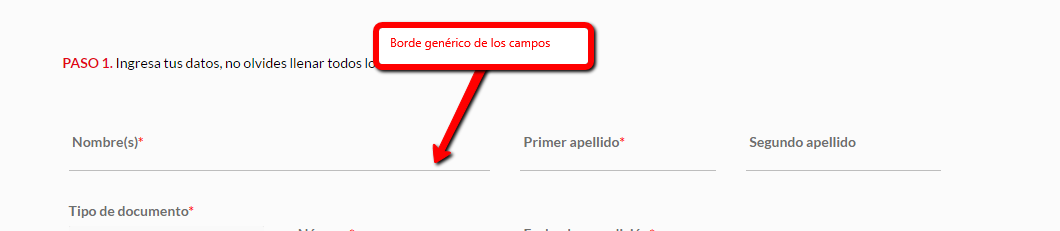 Borde genérico de los campos
PASO 1. Ingresa tus datos, no olvides llenar todos
Nombre(s)* Primer apellido* Segundo apellido
Tipo de documento*